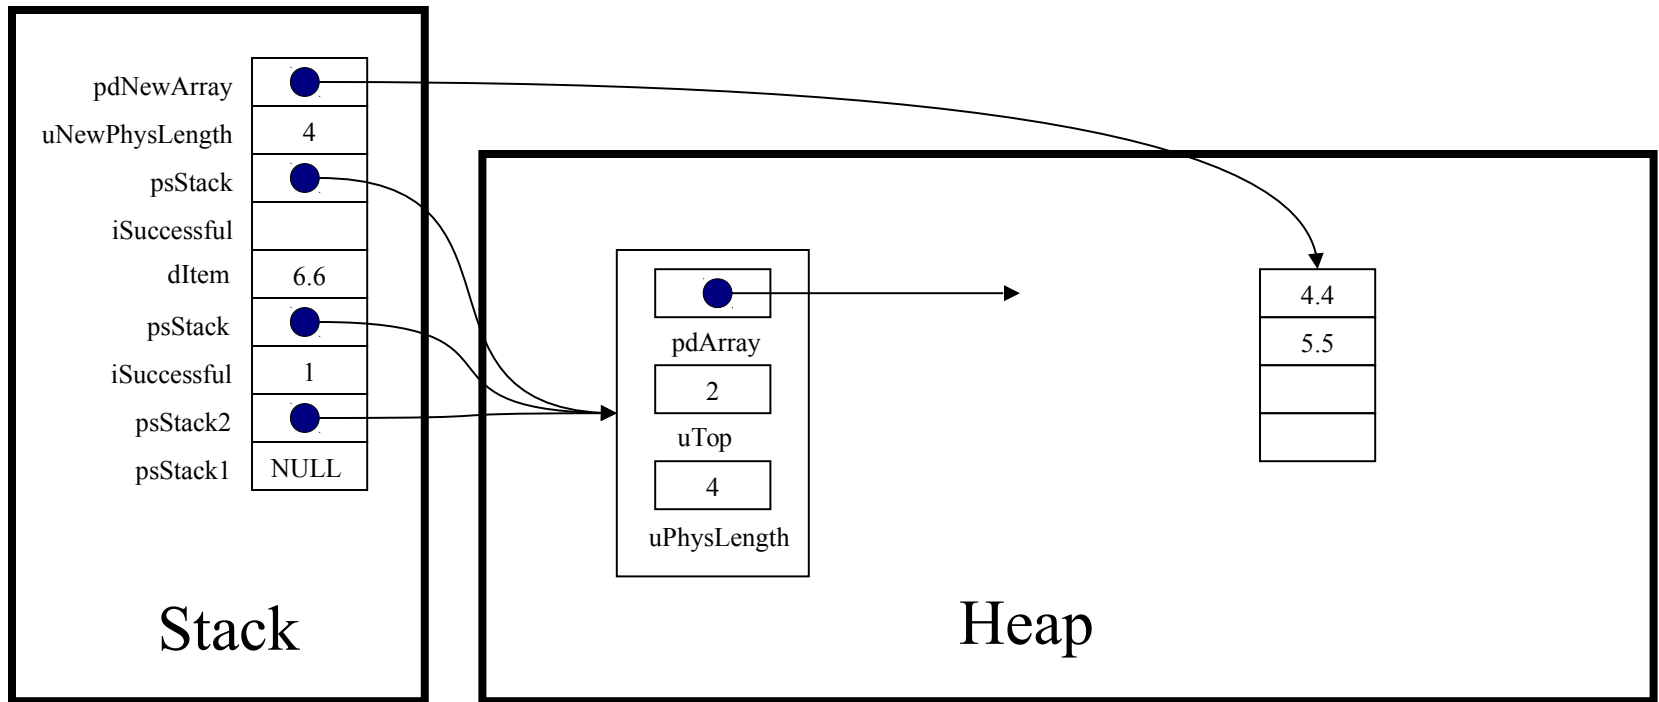 pdNewArray
uNewPhysLength 4
psStack
iSuccessful
dItem 6.6
psStack
iSuccessful 1
psStack2
psStack1 NULL
Stack
pdArray
2
uTop
4
uPhysLength
4.4
5.5
Heap